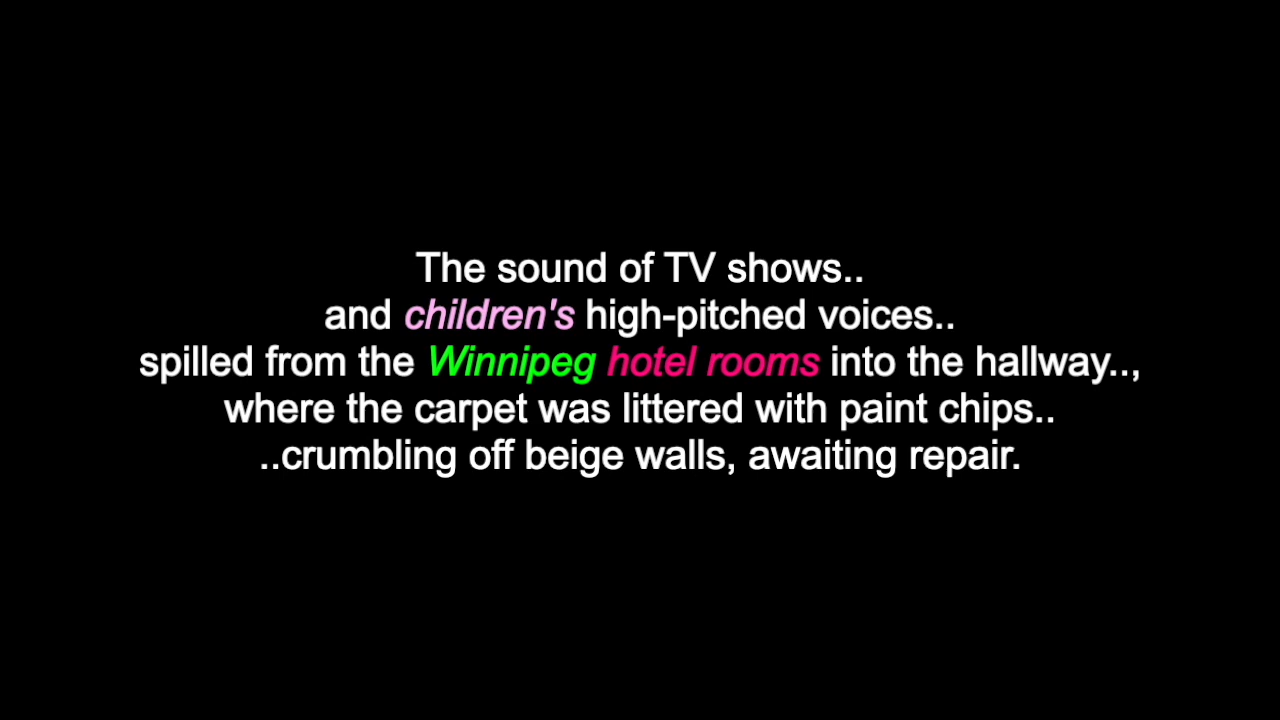 The sound of TV shows..
and children's high-pitched voices..
spilled from the Winnipeg hotel rooms into the hallway..,
where the carpet was littered with paint chips..
..crumbling off beige walls, awaiting repair.